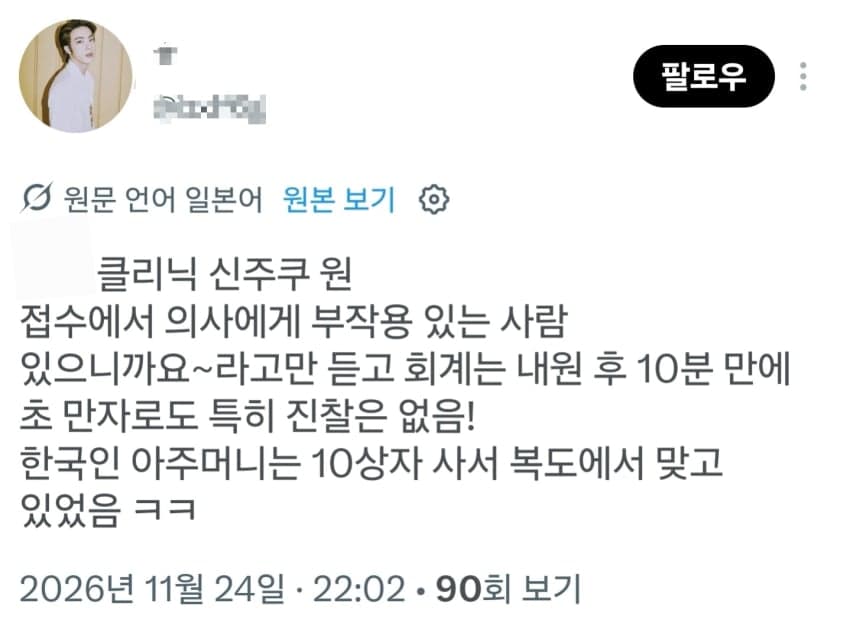 팔로우
원문 언어 일본어 원본 보기
클리닉 신주쿠 원
접수에서 의사에게 부작용 있는 사람
있으니까요~라고만 듣고 회계는 내원 후 10분 만에
초 만자로도 특히 진찰은 없음!
한국인 아주머니는 10상자 사서 복도에서 맞고
있었음 ㅋㅋ
2026년 11월 24일 · 22:02 • 90회 보기